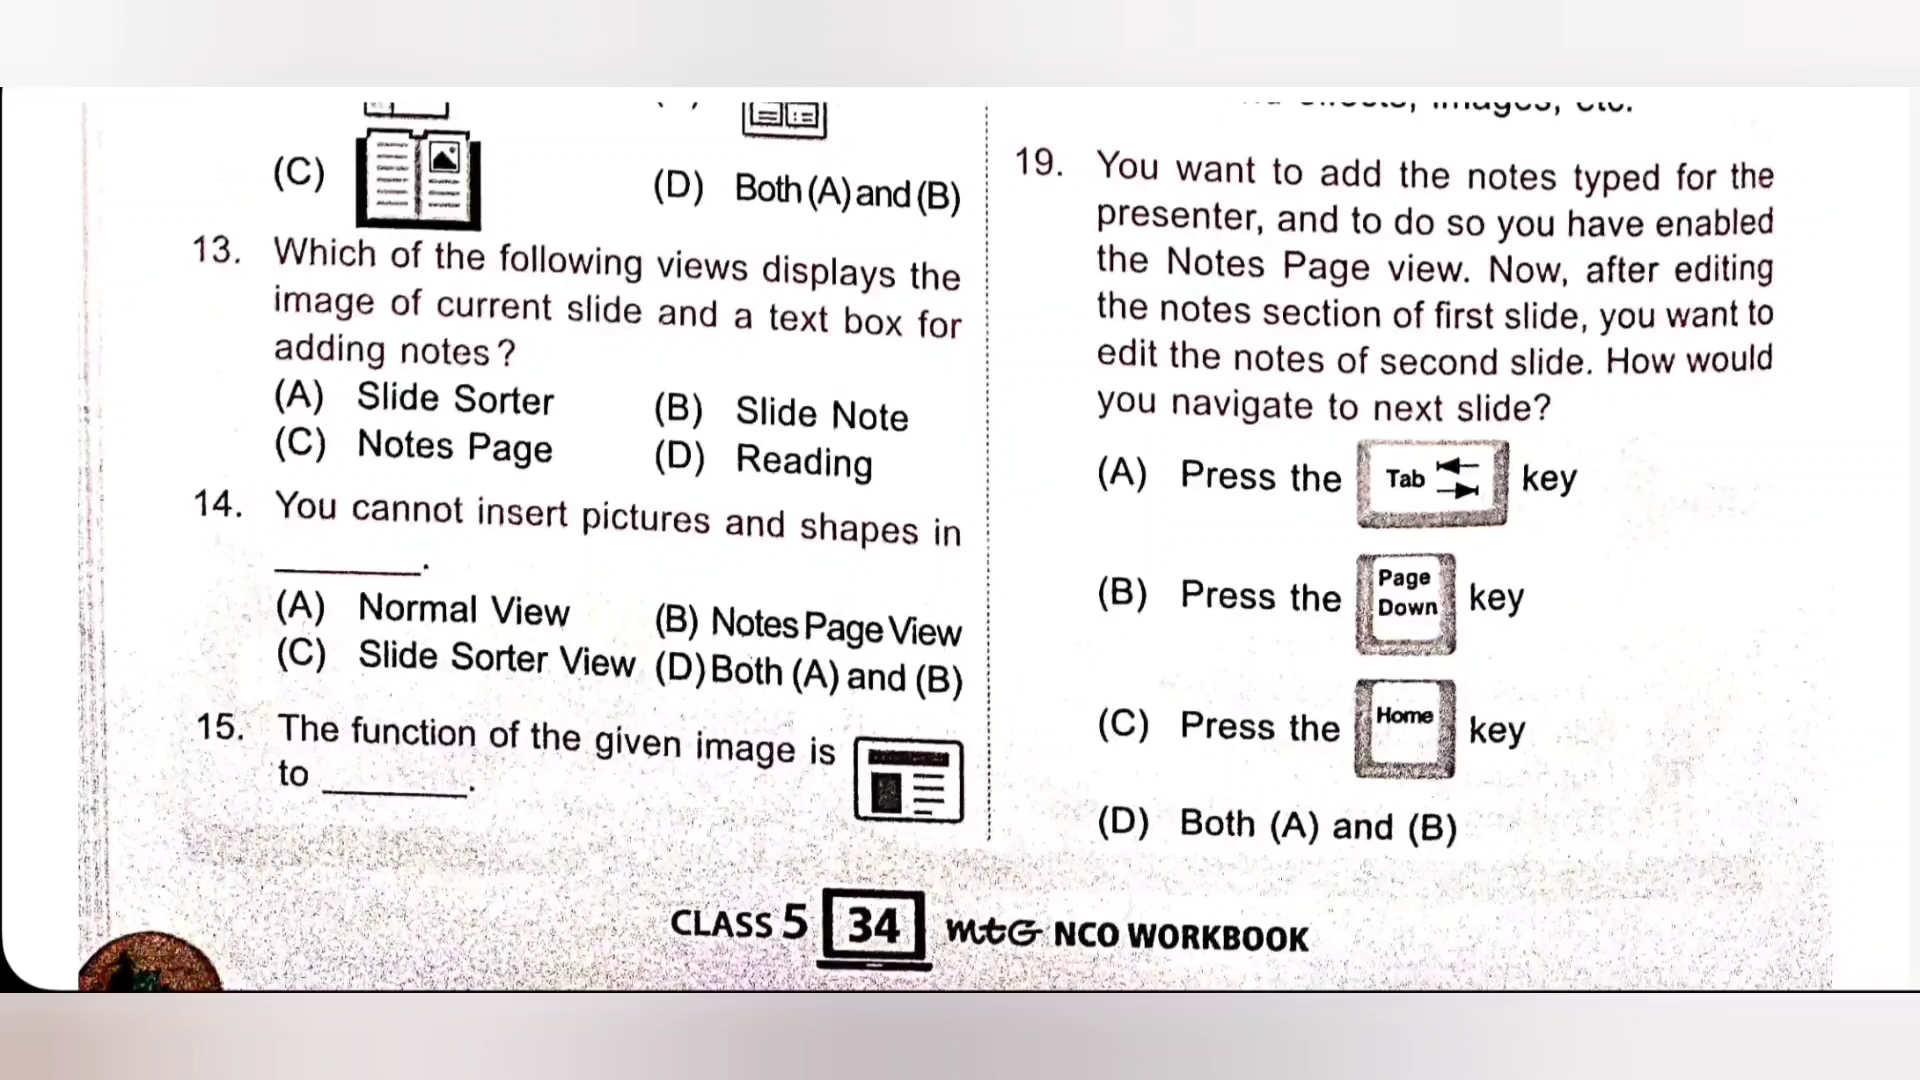 (C)
(D) Both (A) and (B)
13. Which of the following views displays the
image of current slide and a text box for
adding notes ?
(A) Slide Sorter (B) Slide Note
(C) Notes Page (D) Reading
14. You cannot insert pictures and shapes in
________.
(A) Normal View (B) Notes Page View
(C) Slide Sorter View (D) Both (A) and (B)
15. The function of the given image is
to ________.
images, etc.
19. You want to add the notes typed for the
presenter, and to do so you have enabled
the Notes Page view. Now, after editing
the notes section of first slide, you want to
edit the notes of second slide. How would
you navigate to next slide?
(A) Press the Tab key
(B) Press the Page Down key
(C) Press the Home key
(D) Both (A) and (B)
CLASS 5 34 mtG NCO WORKBOOK